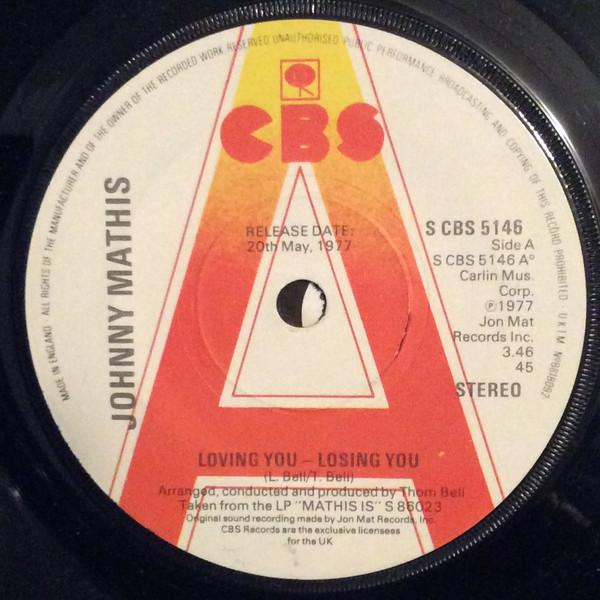 MADE IN ENGLAND · ALL RIGHTS OF THE MANUFACTURER AND OF THE OWNER OF THE RECORDED WORK RESERVED UNAUTHORISED PUBLIC PERFORMANCE BROADCASTING AND COPYING OF THIS RECORD PROHIBITED · U.K.I.M.
CBS
JOHNNY MATHIS
RELEASE DATE:
20th May, 1977
S CBS 5146
Side A
S CBS 5146 A°
Carlin Mus.
Corp.
℗1977
Jon Mat
Records Inc.
3.46
45
STEREO
A
LOVING YOU – LOSING YOU
(L. Bell/T. Bell)
Arranged, conducted and produced by Thom Bell
Taken from the LP "MATHIS IS" S 86023
Original sound recording made by Jon Mat Records, Inc.
CBS Records are the exclusive licensees
for the UK